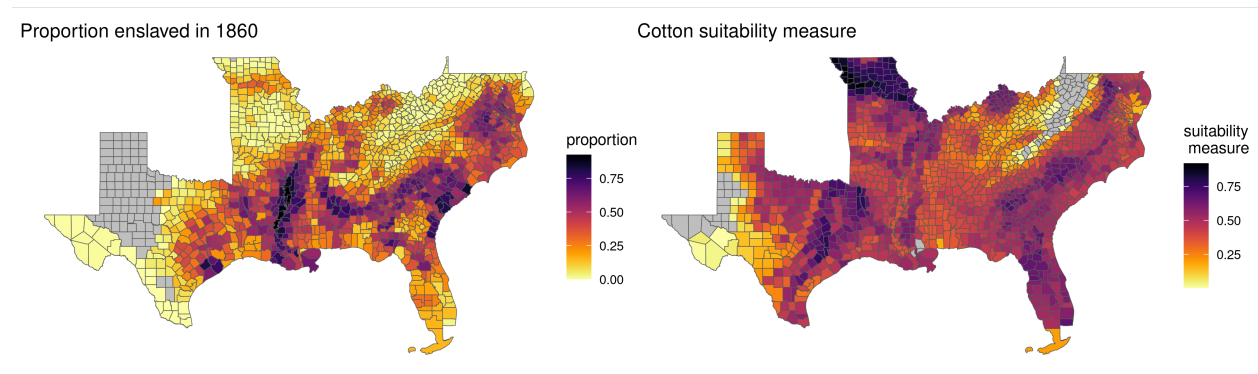 Proportion enslaved in 1860
Cotton suitability measure
proportion
0.75
0.50
0.25
0.00
suitability
measure
0.75
0.50
0.25